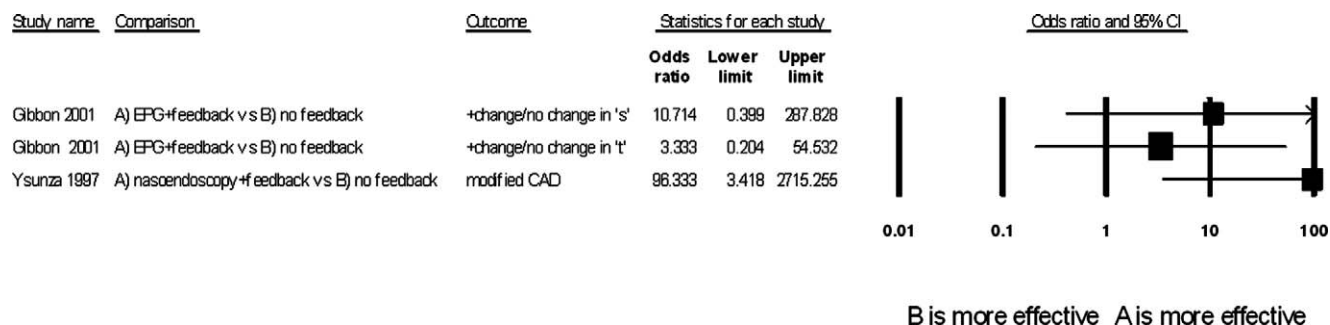 Study name Comparison Outcome Statistics for each study Odds ratio and 95% CI
Odds ratio Lower limit Upper limit
Gibbon 2001 A) EPG+feedback vs B) no feedback +change/no change in 's' 10.714 0.399 287.828
Gibbon 2001 A) EPG+feedback vs B) no feedback +change/no change in 't' 3.333 0.204 54.532
Ysunza 1997 A) nasoendoscopy+feedback vs B) no feedback modified CAD 96.333 3.418 2715.255
0.01 0.1 1 10 100
B is more effective A is more effective